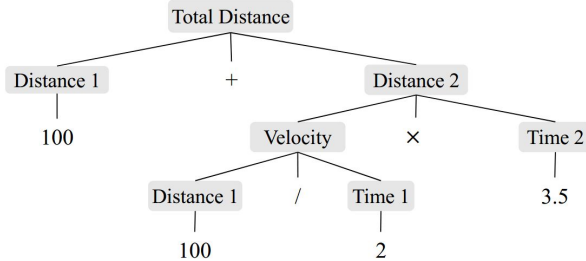 Total Distance
Distance 1 + Distance 2
100 Velocity × Time 2
Distance 1 / Time 1 3.5
100 2